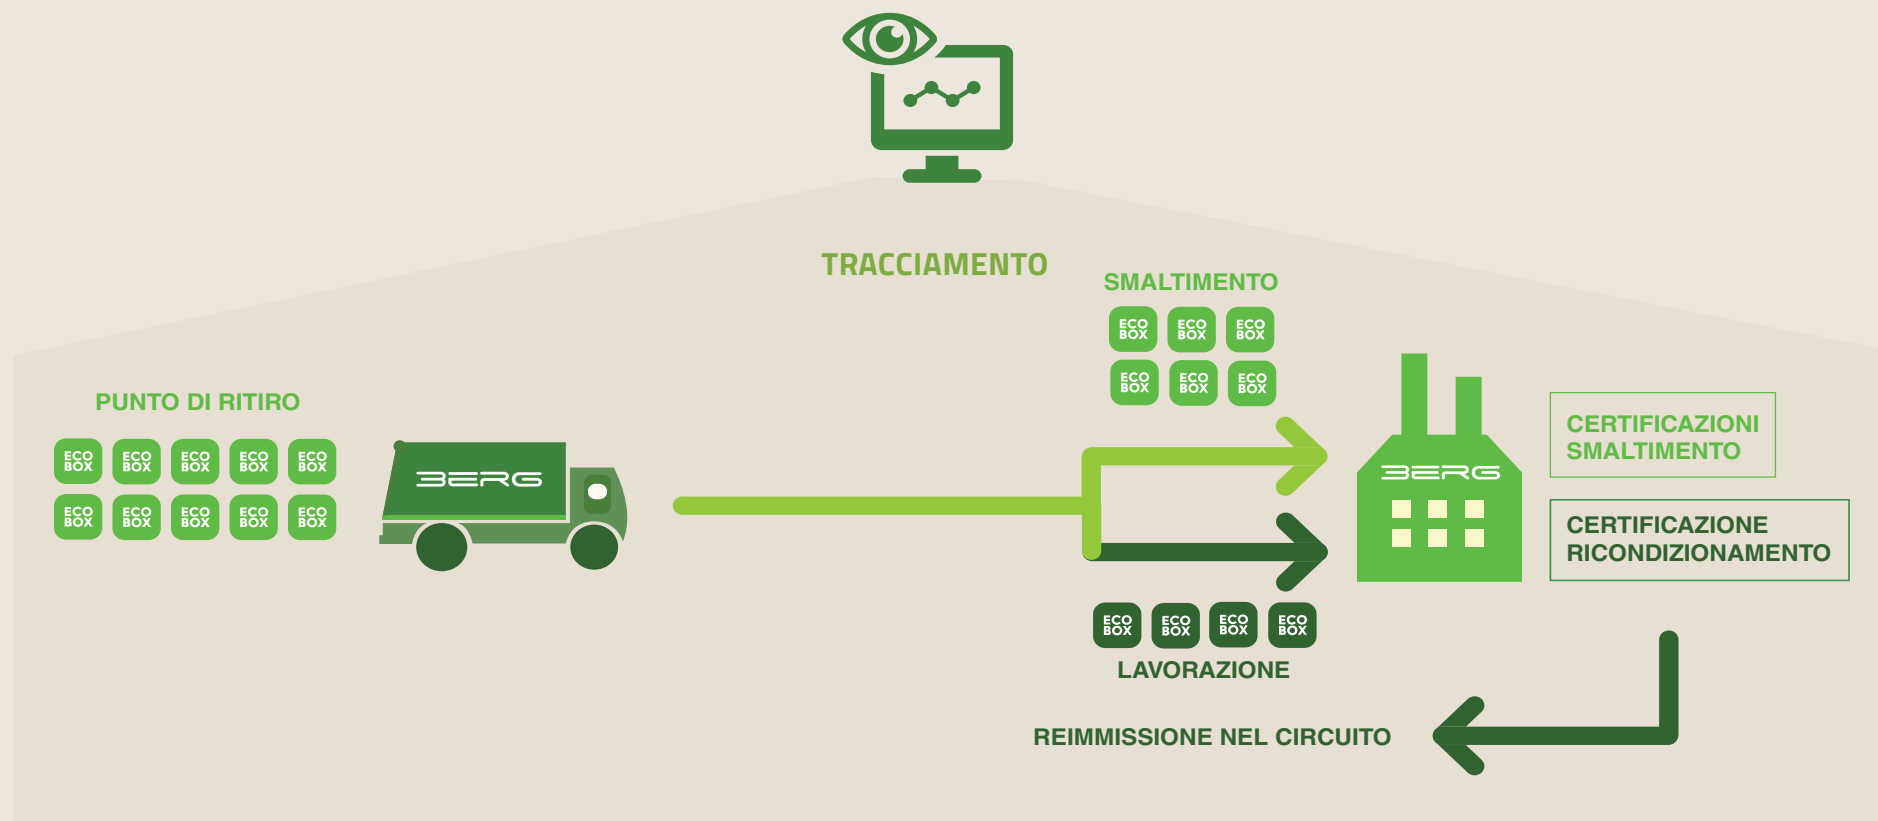 TRACCIAMENTO
SMALTIMENTO
ECO ECO ECO
BOX BOX BOX
ECO ECO ECO
BOX BOX BOX
PUNTO DI RITIRO
ECO ECO ECO ECO ECO
BOX BOX BOX BOX BOX
ECO ECO ECO ECO ECO
BOX BOX BOX BOX BOX
BERG
BERG
CERTIFICAZIONI
SMALTIMENTO
CERTIFICAZIONE
RICONDIZIONAMENTO
ECO ECO ECO ECO
BOX BOX BOX BOX
LAVORAZIONE
REIMMISSIONE NEL CIRCUITO